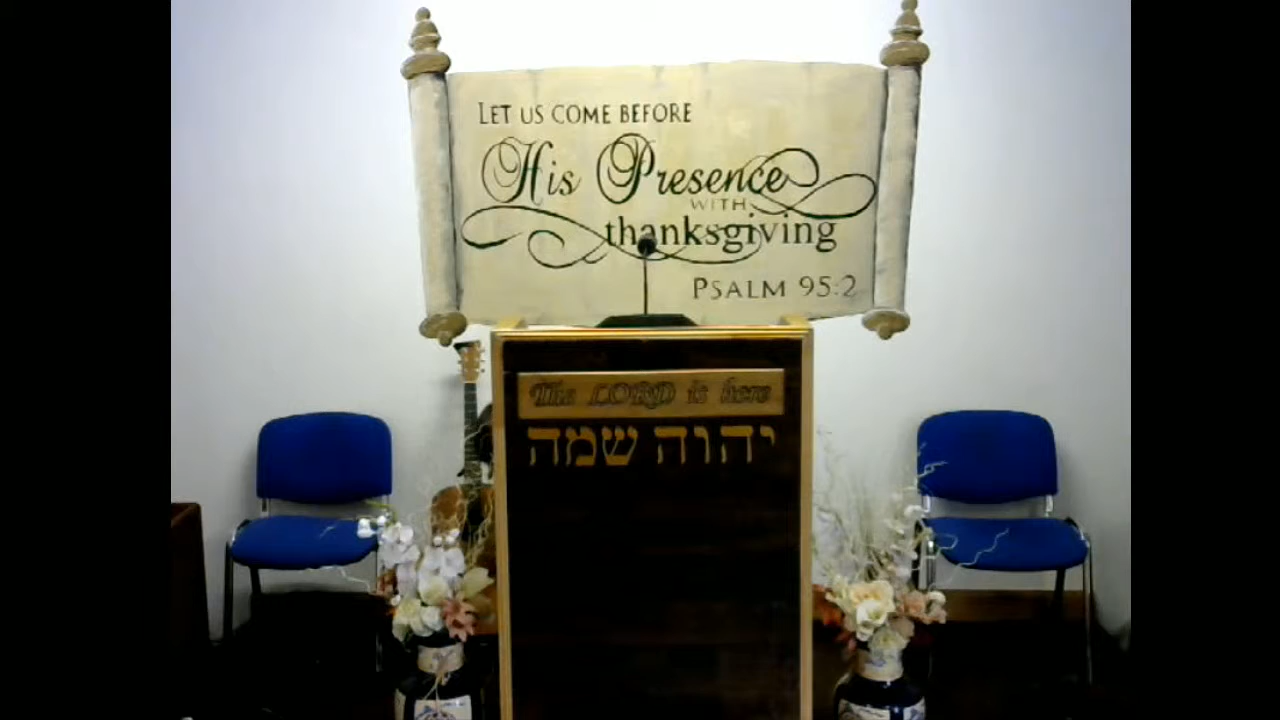 LET US COME BEFORE
His Presence
WITH
thanksgiving
PSALM 95:2
The LORD is here
יהוה שמה